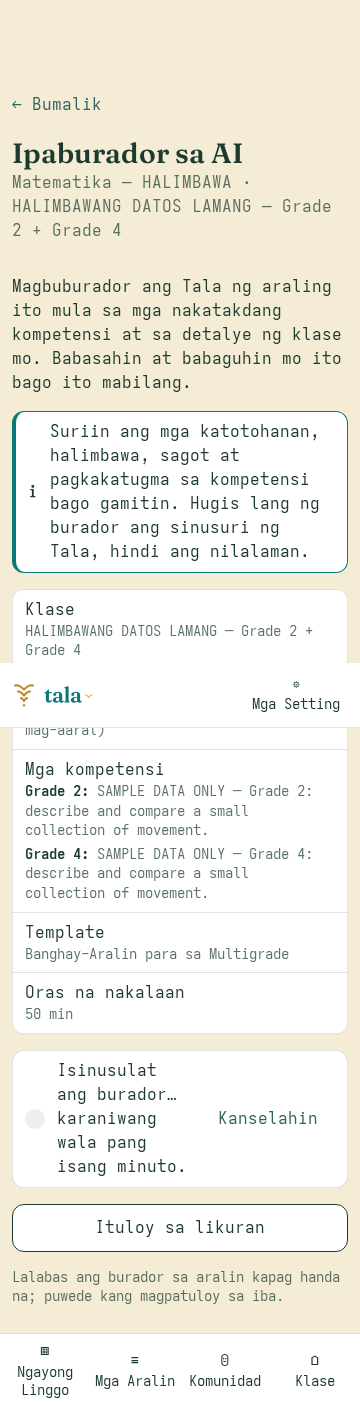 ← Bumalik
Ipaburador sa AI
Matematika — HALIMBAWA ·
HALIMBAWANG DATOS LAMANG — Grade
2 + Grade 4
Magbuburador ang Tala ng araling
ito mula sa mga nakatakdang
kompetensi at sa detalye ng klase
mo. Babasahin at babaguhin mo ito
bago ito mabilang.
i
Suriin ang mga katotohanan,
halimbawa, sagot at
pagkakatugma sa kompetensi
bago gamitin. Hugis lang ng
burador ang sinusuri ng
Tala, hindi ang nilalaman.
Klase
HALIMBAWANG DATOS LAMANG — Grade 2 +
Grade 4
tala
Mga Setting
mag-aaral)
Mga kompetensi
Grade 2: SAMPLE DATA ONLY — Grade 2:
describe and compare a small
collection of movement.
Grade 4: SAMPLE DATA ONLY — Grade 4:
describe and compare a small
collection of movement.
Template
Banghay-Aralin para sa Multigrade
Oras na nakalaan
50 min
Isinusulat
ang burador…
karaniwang
wala pang
isang minuto.
Kanselahin
Ituloy sa likuran
Lalabas ang burador sa aralin kapag handa
na; puwede kang magpatuloy sa iba.
Ngayong
Linggo
Mga Aralin
Komunidad
Klase